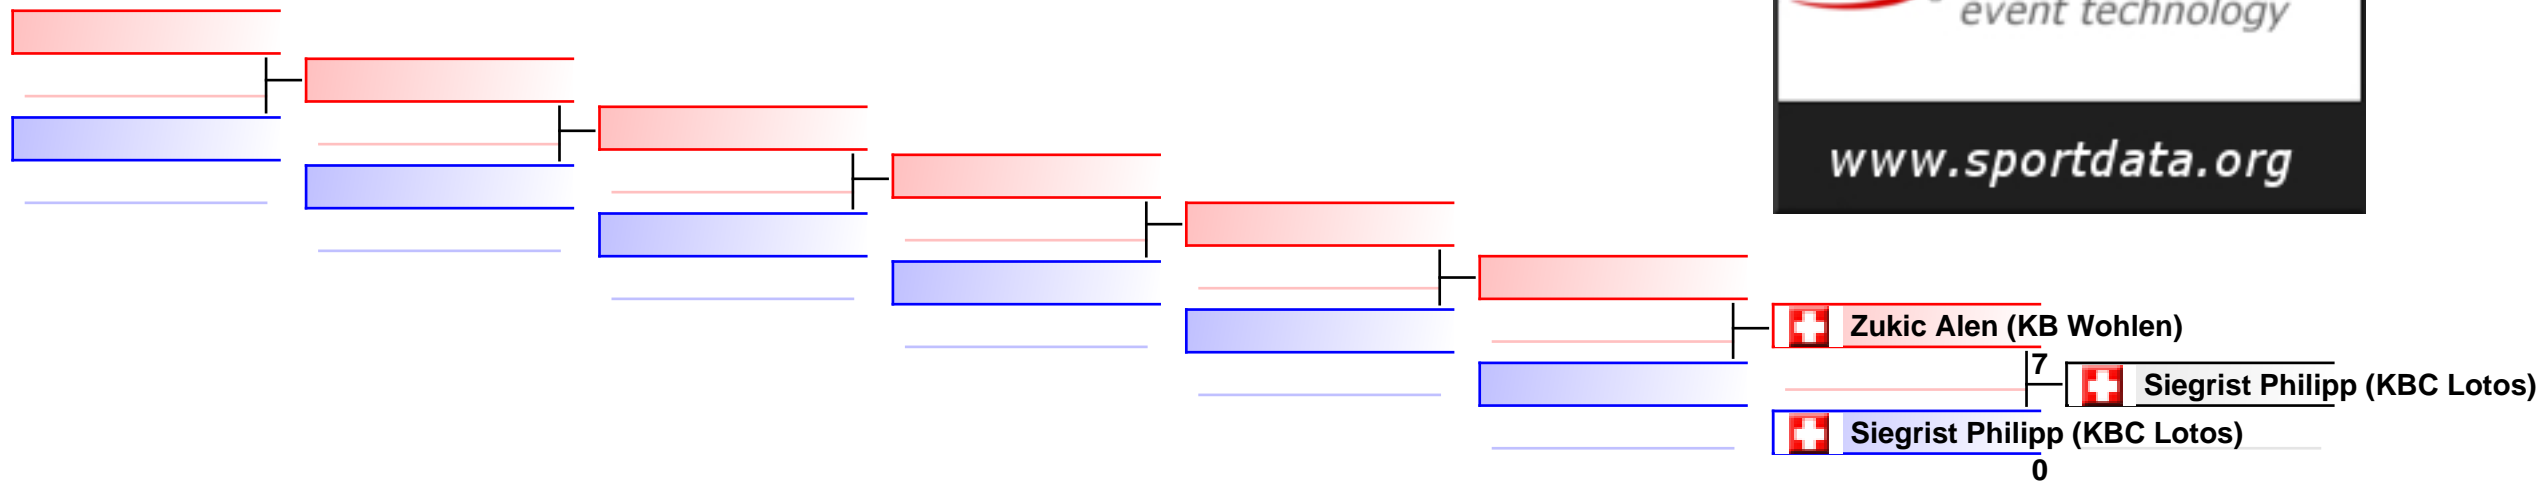 event technology
www.sportdata.org
Zukic Alen (KB Wohlen)
7
Siegrist Philipp (KBC Lotos)
Siegrist Philipp (KBC Lotos)
0